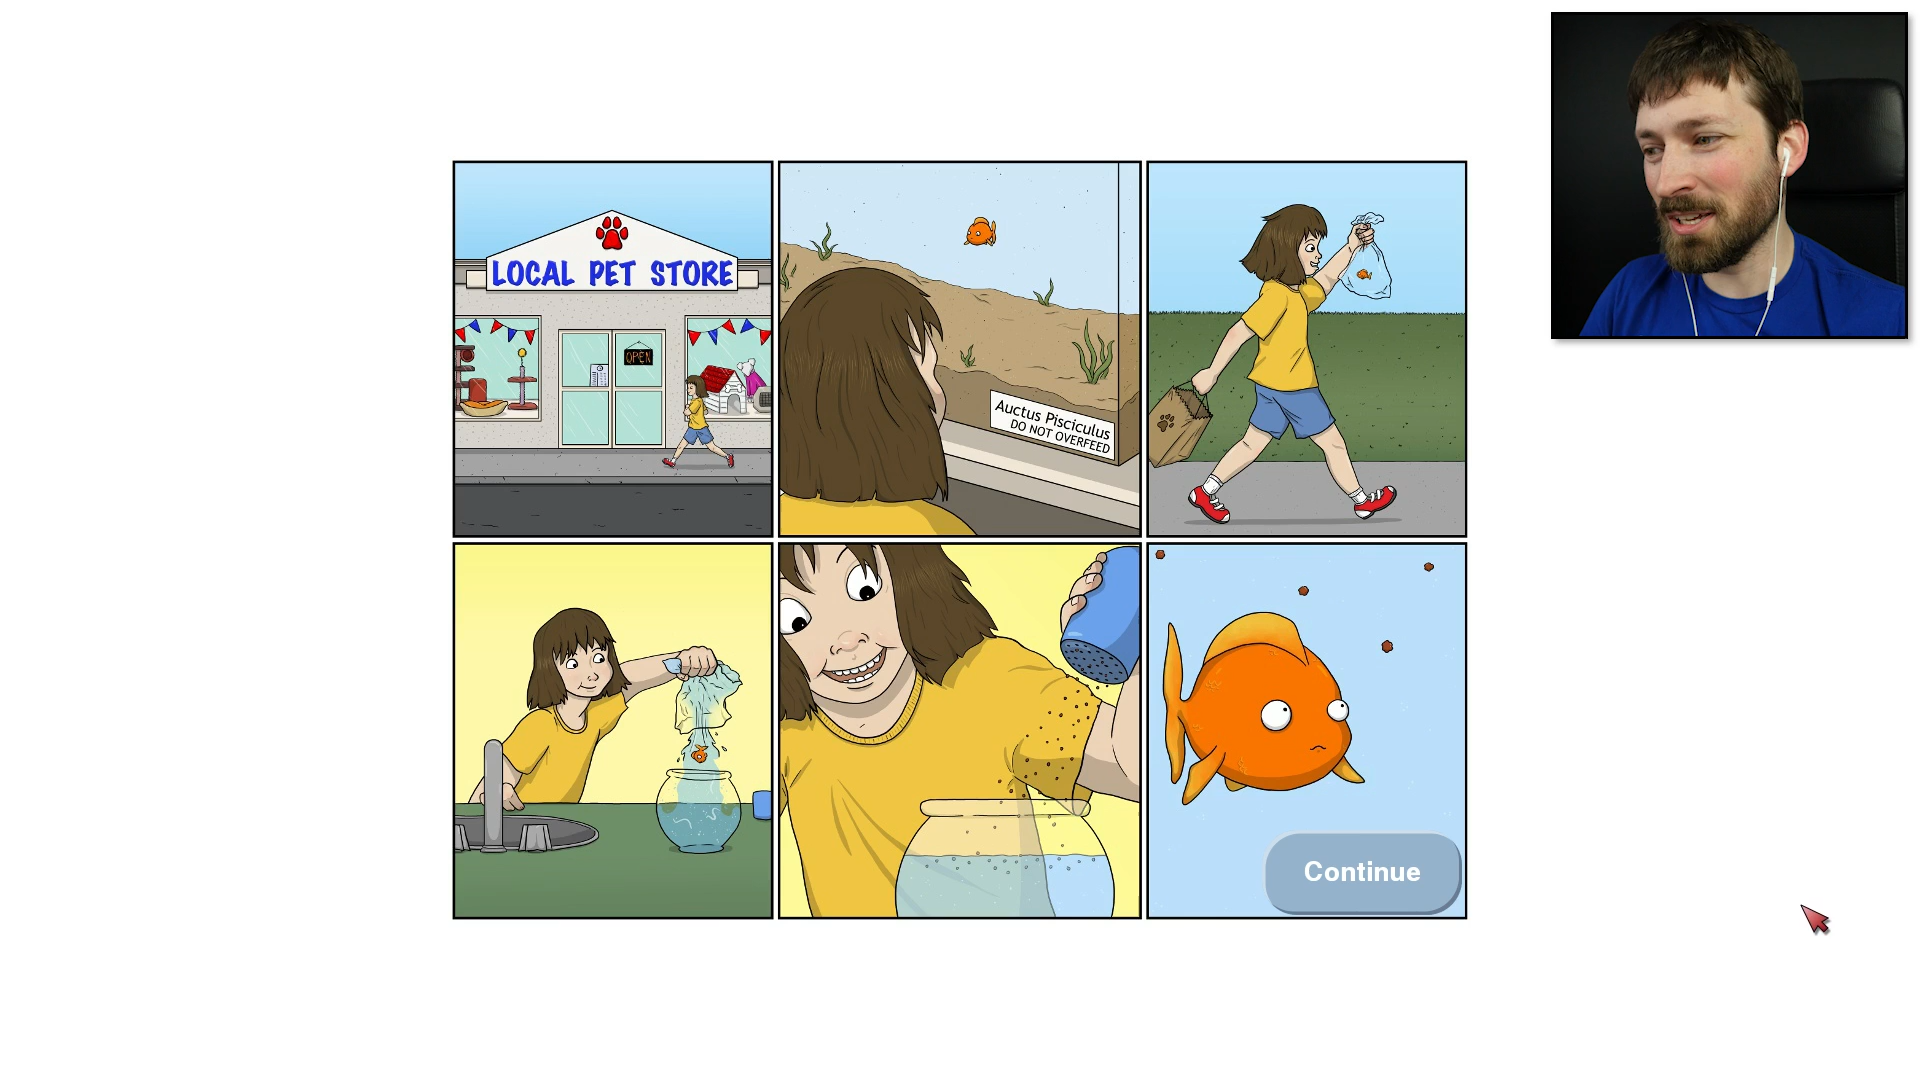 LOCAL PET STORE
OPEN
Auctus Pisciculus
DO NOT OVERFEED
Continue